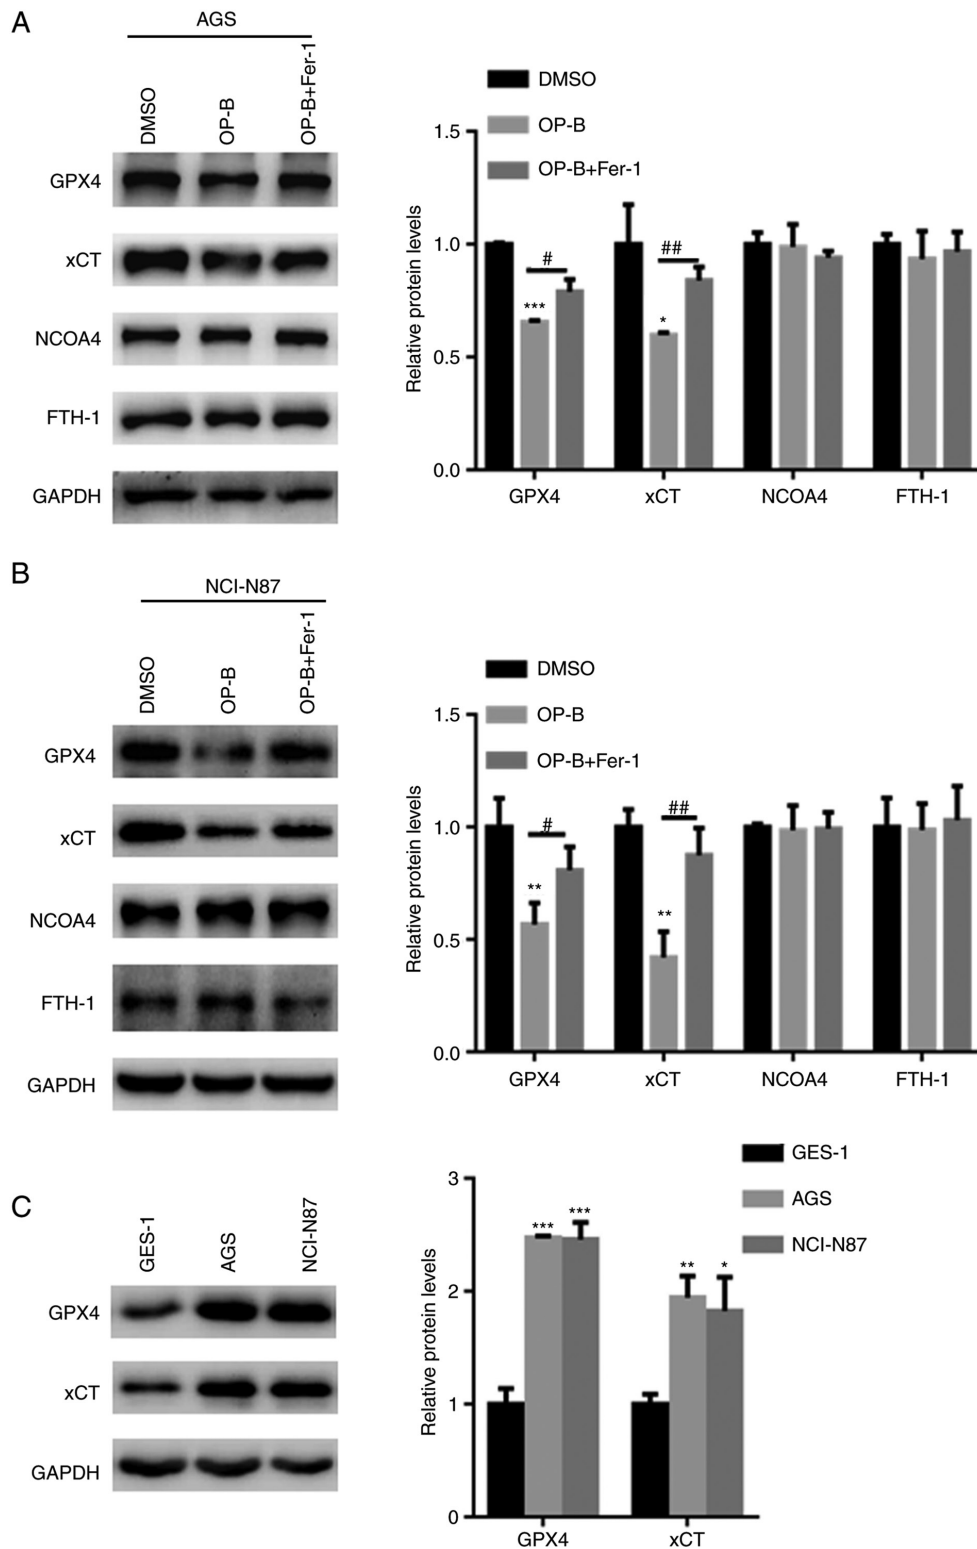 A
AGS
DMSO
OP-B
OP-B+Fer-1
GPX4
xCT
NCOA4
FTH-1
GAPDH
DMSO
OP-B
OP-B+Fer-1
Relative protein levels
1.5
1.0
0.5
0.0
#
***
##
*
GPX4 xCT NCOA4 FTH-1
B
NCI-N87
DMSO
OP-B
OP-B+Fer-1
GPX4
xCT
NCOA4
FTH-1
GAPDH
DMSO
OP-B
OP-B+Fer-1
Relative protein levels
1.5
1.0
0.5
0.0
#
**
##
**
GPX4 xCT NCOA4 FTH-1
C
GES-1
AGS
NCI-N87
GPX4
xCT
GAPDH
GES-1
AGS
NCI-N87
Relative protein levels
3
2
1
0
*** ***
** *
GPX4 xCT